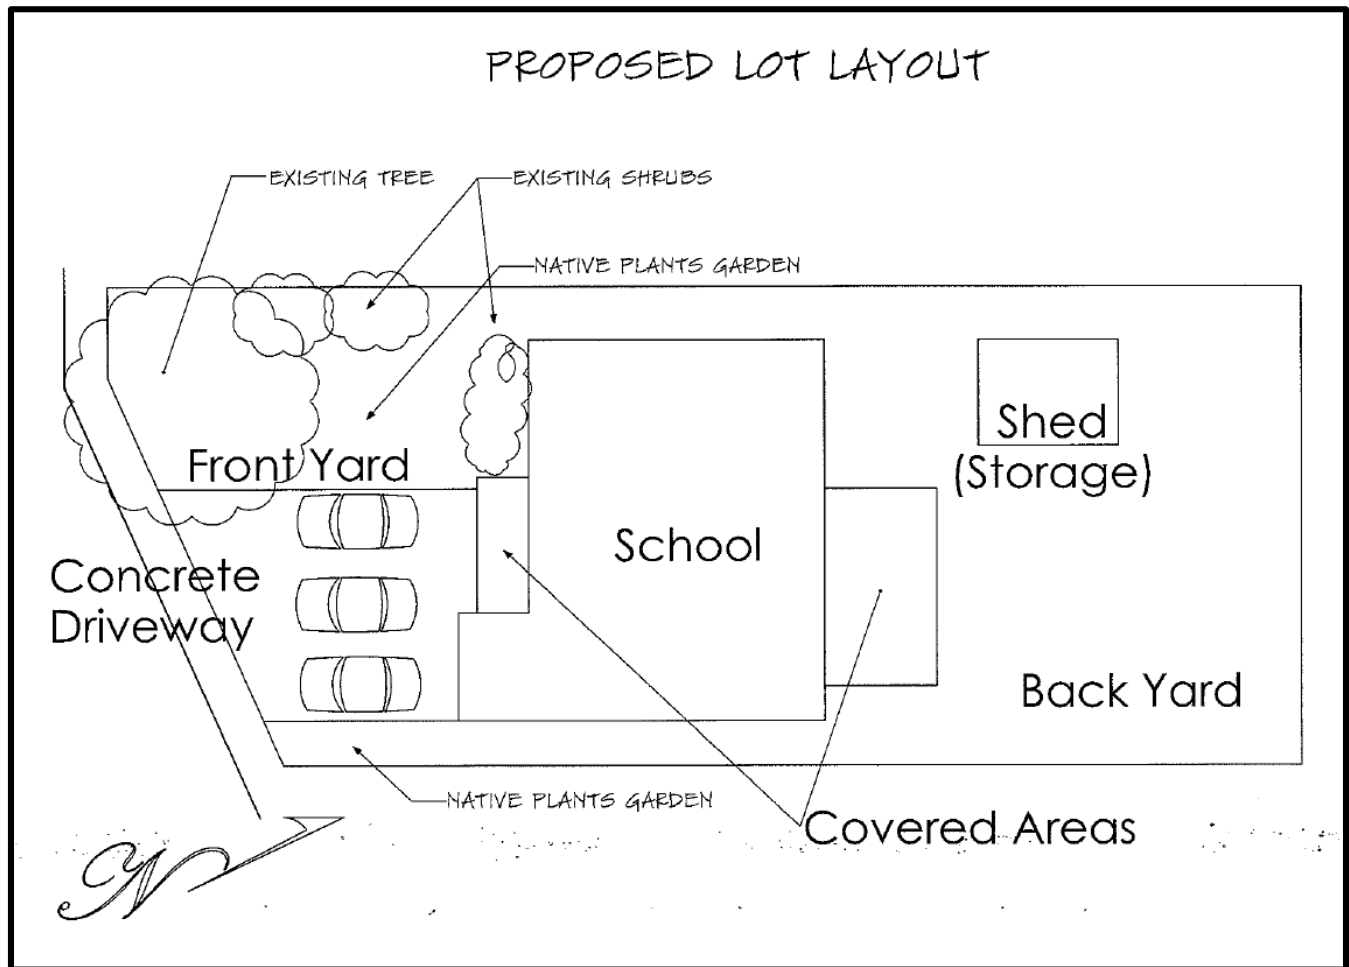 PROPOSED LOT LAYOUT
EXISTING TREE
EXISTING SHRUBS
NATIVE PLANTS GARDEN
Front Yard
Shed
(Storage)
School
Concrete
Driveway
Back Yard
NATIVE PLANTS GARDEN
Covered Areas
N